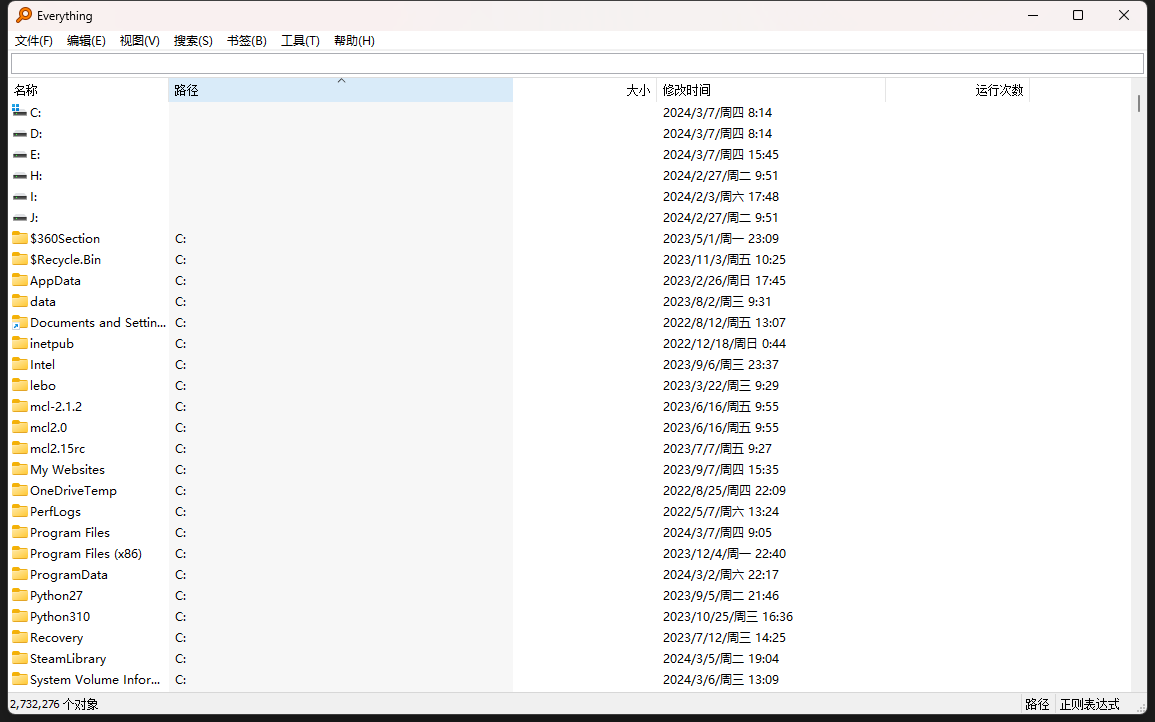 Everything
文件(F) 编辑(E) 视图(V) 搜索(S) 书签(B) 工具(T) 帮助(H)
名称 路径 大小 修改时间 运行次数
C: 2024/3/7/周四 8:14
D: 2024/3/7/周四 8:14
E: 2024/3/7/周四 15:45
H: 2024/2/27/周二 9:51
I: 2024/2/3/周六 17:48
J: 2024/2/27/周二 9:51
$360Section C: 2023/5/1/周一 23:09
$Recycle.Bin C: 2023/11/3/周五 10:25
AppData C: 2023/2/26/周日 17:45
data C: 2023/8/2/周三 9:31
Documents and Settin... C: 2022/8/12/周五 13:07
inetpub C: 2022/12/18/周日 0:44
Intel C: 2023/9/6/周三 23:37
lebo C: 2023/3/22/周三 9:29
mcl-2.1.2 C: 2023/6/16/周五 9:55
mcl2.0 C: 2023/6/16/周五 9:55
mcl2.15rc C: 2023/7/7/周五 9:27
My Websites C: 2023/9/7/周四 15:35
OneDriveTemp C: 2022/8/25/周四 22:09
PerfLogs C: 2022/5/7/周六 13:24
Program Files C: 2024/3/7/周四 9:05
Program Files (x86) C: 2023/12/4/周一 22:40
ProgramData C: 2024/3/2/周六 22:17
Python27 C: 2023/9/5/周二 21:46
Python310 C: 2023/10/25/周三 16:36
Recovery C: 2023/7/12/周三 14:25
SteamLibrary C: 2024/3/5/周二 19:04
System Volume Infor... C: 2024/3/6/周三 13:09
2,732,276 个对象 路径 正则表达式